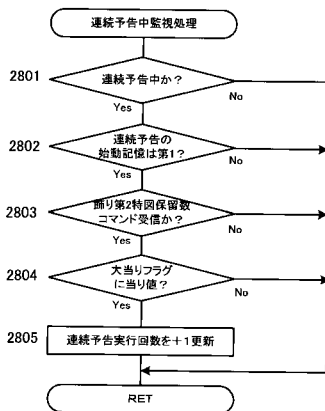 連続予告中監視処理
2801
連続予告中か?
Yes
No
2802
連続予告の
始動記憶は第1?
Yes
No
2803
飾り第2特図保留数
コマンド受信か?
Yes
No
2804
大当りフラグ
に当り値?
Yes
No
2805
連続予告実行回数を+1更新
RET